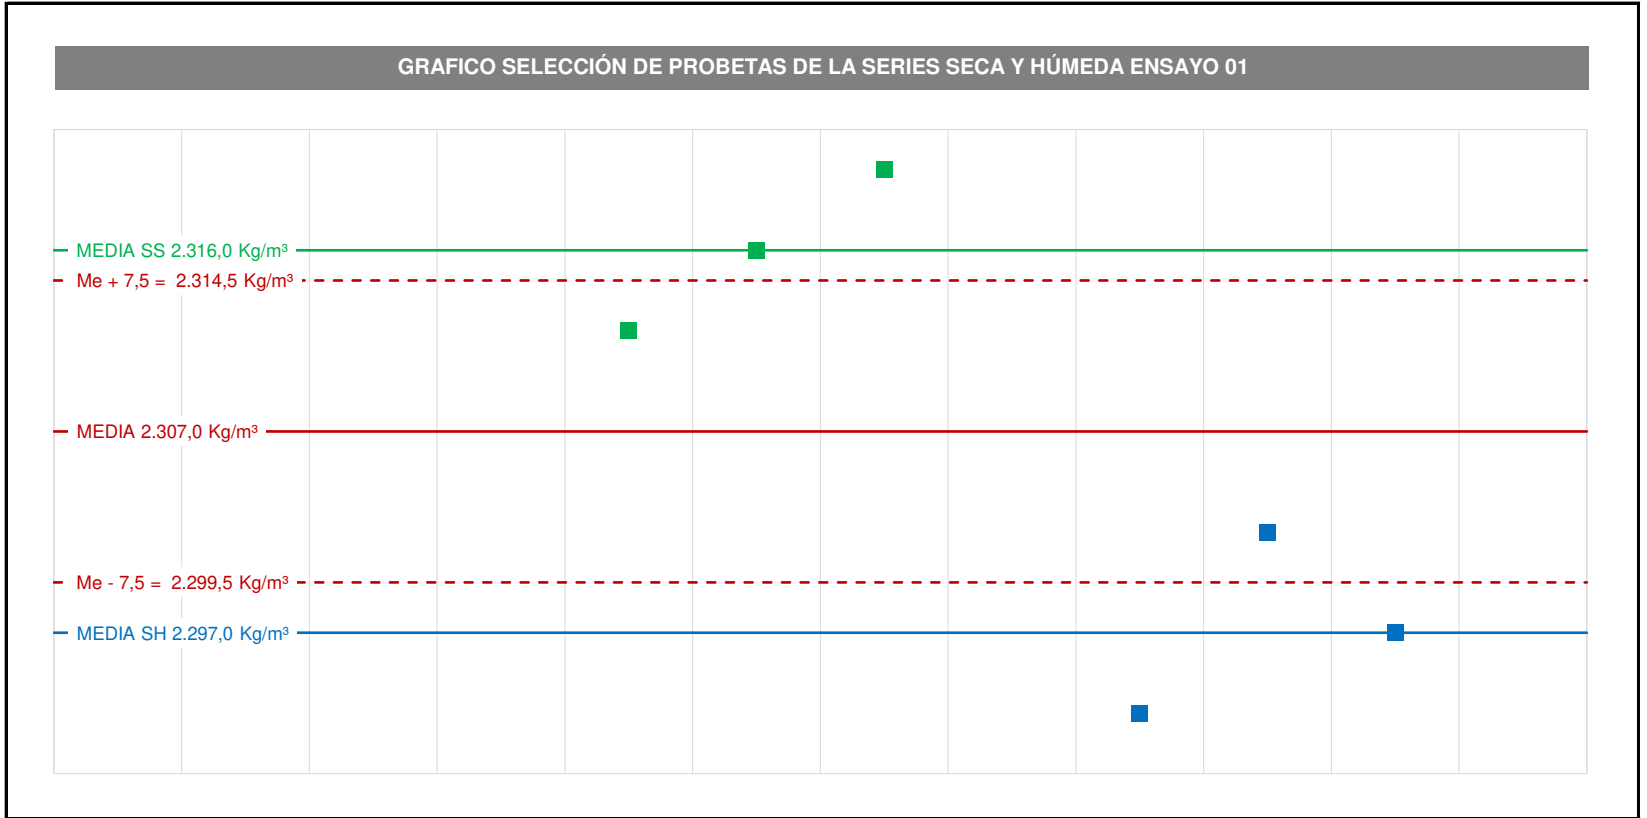 GRAFICO SELECCIÓN DE PROBETAS DE LA SERIES SECA Y HÚMEDA ENSAYO 01
MEDIA SS 2.316,0 Kg/m³
Me + 7,5 =  2.314,5 Kg/m³
MEDIA 2.307,0 Kg/m³
Me - 7,5 =  2.299,5 Kg/m³
MEDIA SH 2.297,0 Kg/m³